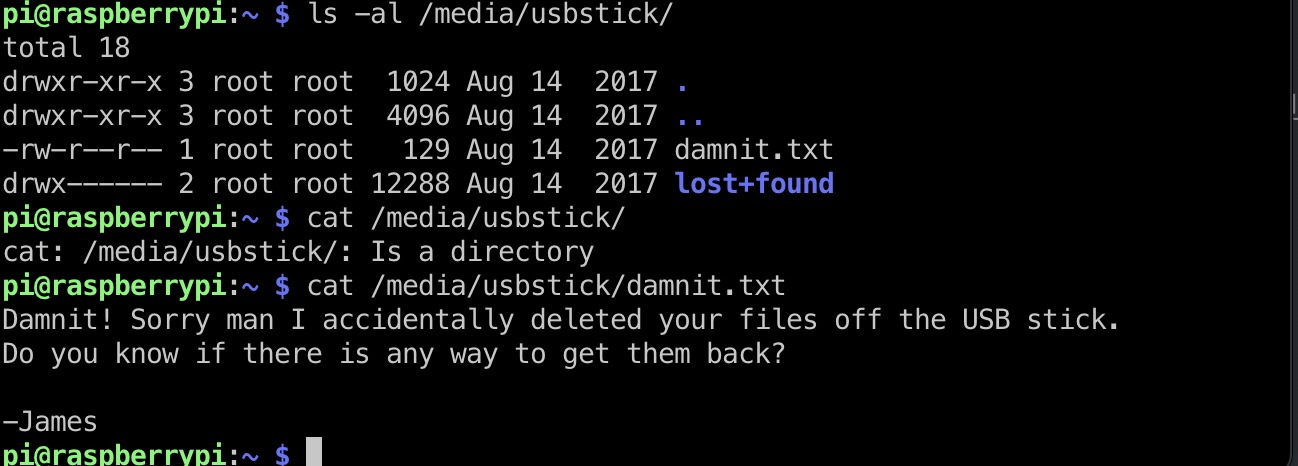 pi@raspberrypi:~ $ ls -al /media/usbstick/
total 18
drwxr-xr-x 3 root root  1024 Aug 14  2017 .
drwxr-xr-x 3 root root  4096 Aug 14  2017 ..
-rw-r--r-- 1 root root   129 Aug 14  2017 damnit.txt
drwx------ 2 root root 12288 Aug 14  2017 lost+found
pi@raspberrypi:~ $ cat /media/usbstick/
cat: /media/usbstick/: Is a directory
pi@raspberrypi:~ $ cat /media/usbstick/damnit.txt
Damnit! Sorry man I accidentally deleted your files off the USB stick.
Do you know if there is any way to get them back?

-James
pi@raspberrypi:~ $